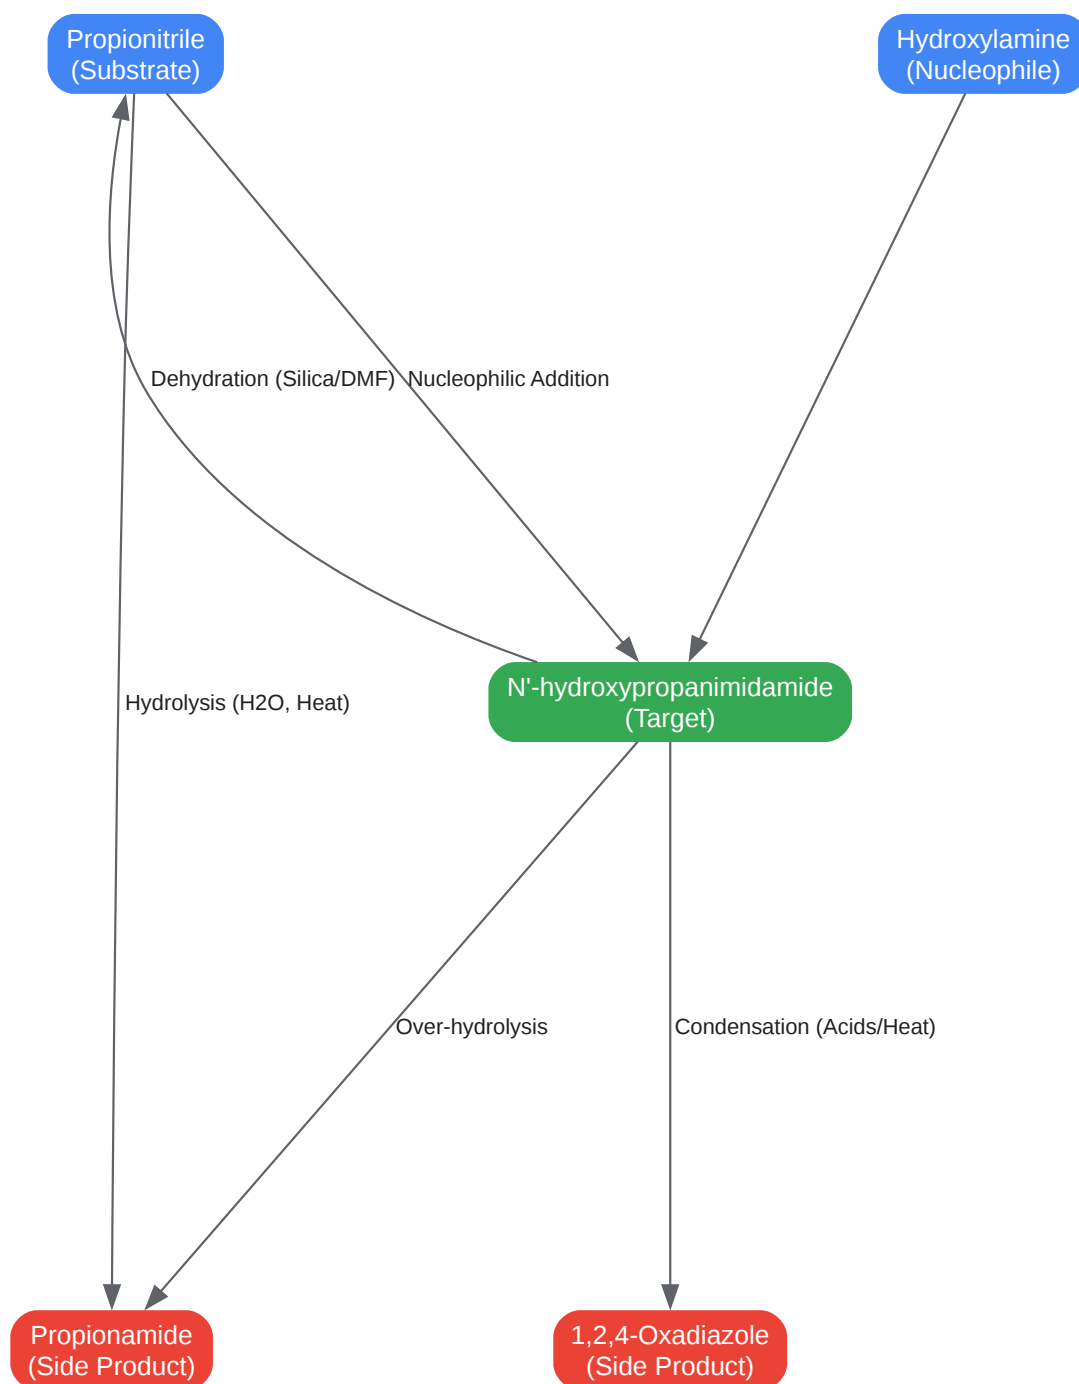 Propionitrile
(Substrate)
Hydroxylamine
(Nucleophile)
Dehydration (Silica/DMF)
Nucleophilic Addition
N'-hydroxypropanimidamide
(Target)
Hydrolysis (H2O, Heat)
Over-hydrolysis
Condensation (Acids/Heat)
Propionamide
(Side Product)
1,2,4-Oxadiazole
(Side Product)